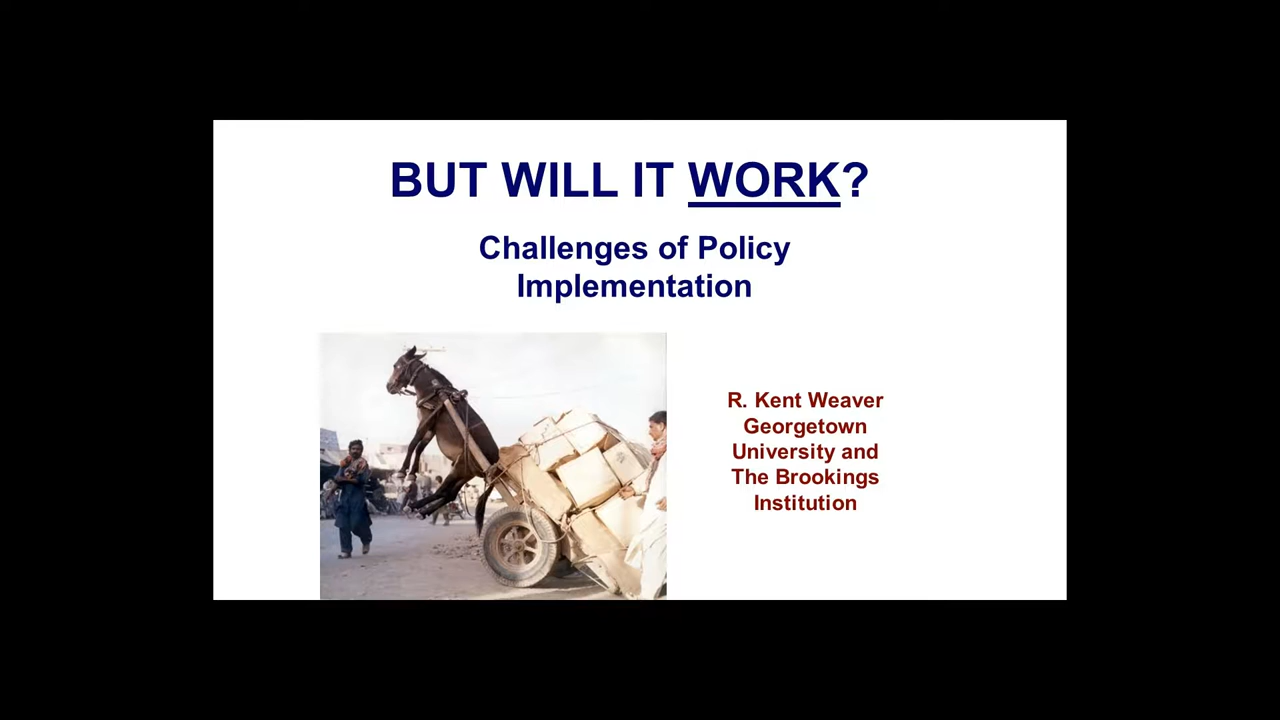 BUT WILL IT WORK?
Challenges of Policy
Implementation
R. Kent Weaver
Georgetown
University and
The Brookings
Institution